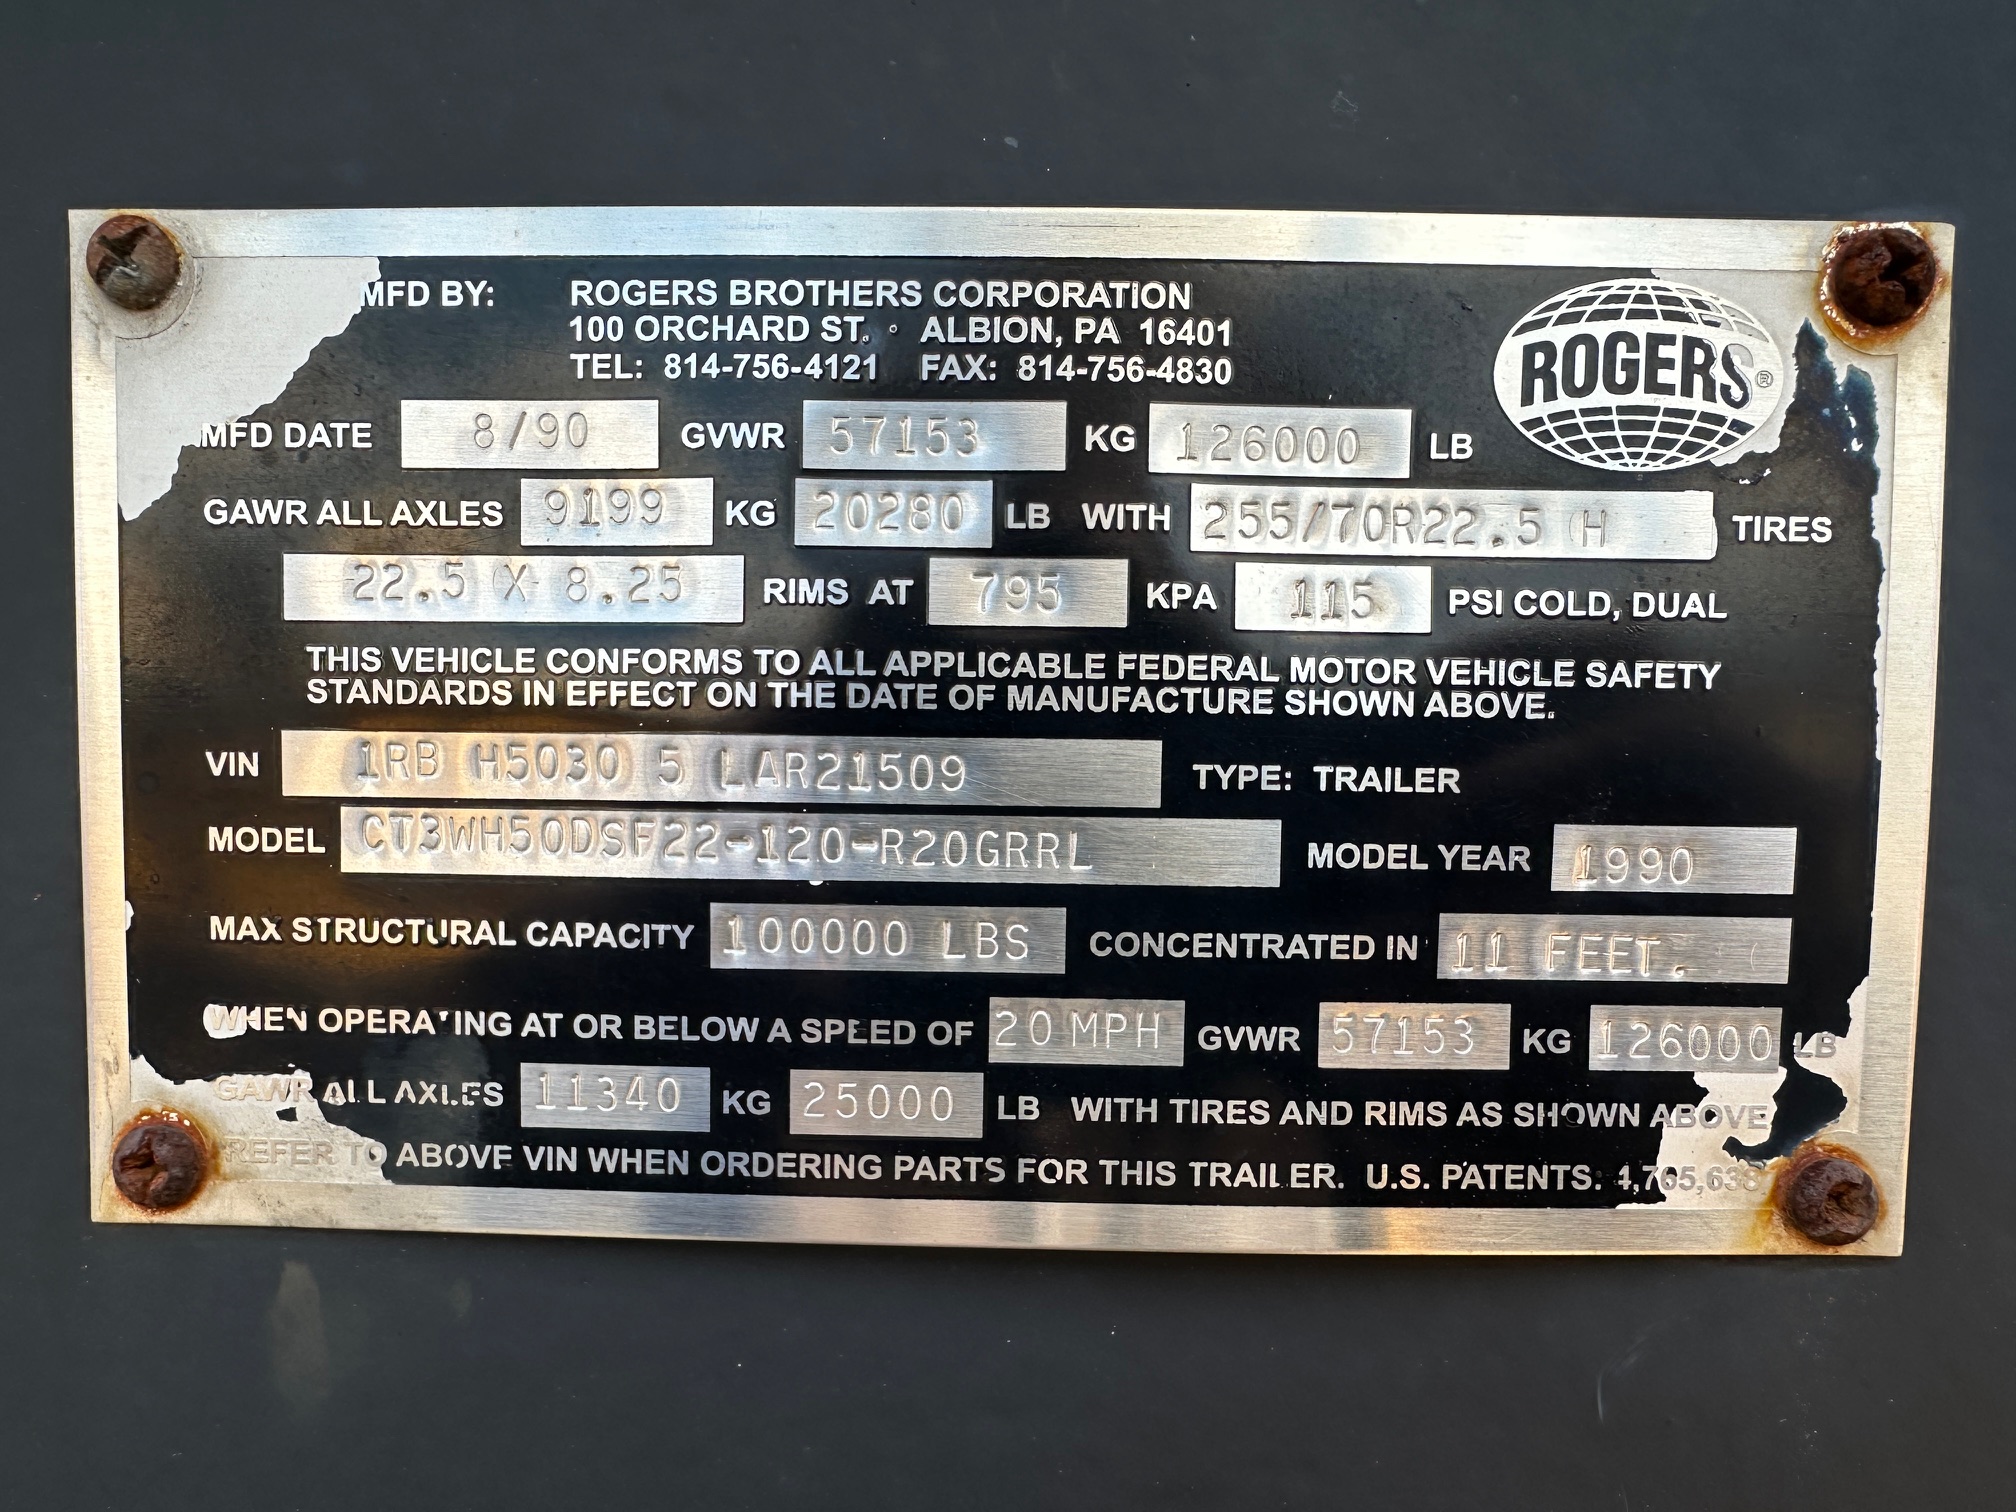 MFD BY: ROGERS BROTHERS CORPORATION
100 ORCHARD ST. • ALBION, PA 16401
TEL: 814-756-4121 FAX: 814-756-4830
ROGERS®
MFD DATE 8/90 GVWR 57153 KG 126000 LB
GAWR ALL AXLES 9199 KG 20280 LB WITH 255/70R22.5 H TIRES
22.5 X 8.25 RIMS AT 795 KPA 115 PSI COLD, DUAL
THIS VEHICLE CONFORMS TO ALL APPLICABLE FEDERAL MOTOR VEHICLE SAFETY
STANDARDS IN EFFECT ON THE DATE OF MANUFACTURE SHOWN ABOVE.
VIN 1RB H5030 5 LAR21509 TYPE: TRAILER
MODEL CT3WH50DSF22-120-R20GRRL MODEL YEAR 1990
MAX STRUCTURAL CAPACITY 100000 LBS CONCENTRATED IN 11 FEET.
WHEN OPERATING AT OR BELOW A SPEED OF 20 MPH GVWR 57153 KG 126000 LB
GAWR ALL AXLES 11340 KG 25000 LB WITH TIRES AND RIMS AS SHOWN ABOVE
REFER TO ABOVE VIN WHEN ORDERING PARTS FOR THIS TRAILER. U.S. PATENTS: 4,765,638